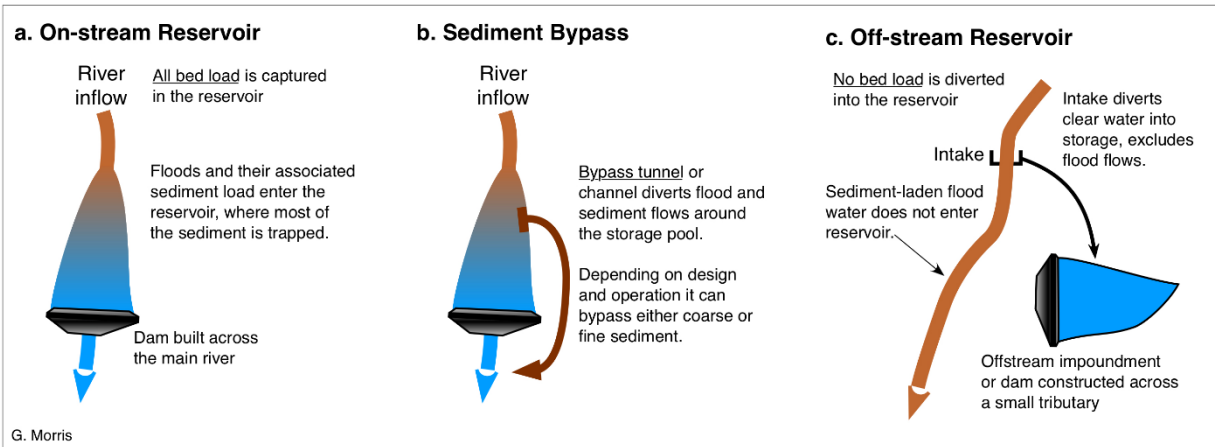 a. On-stream Reservoir
River
inflow
All bed load is captured
in the reservoir
Floods and their associated
sediment load enter the
reservoir, where most of
the sediment is trapped.
Dam built across
the main river
b. Sediment Bypass
River
inflow
Bypass tunnel or
channel diverts flood and
sediment flows around
the storage pool.
Depending on design
and operation it can
bypass either coarse or
fine sediment.
c. Off-stream Reservoir
No bed load is diverted
into the reservoir
Intake diverts
clear water into
storage, excludes
flood flows.
Intake
Sediment-laden flood
water does not enter
reservoir.
Offstream impoundment
or dam constructed across
a small tributary
G. Morris